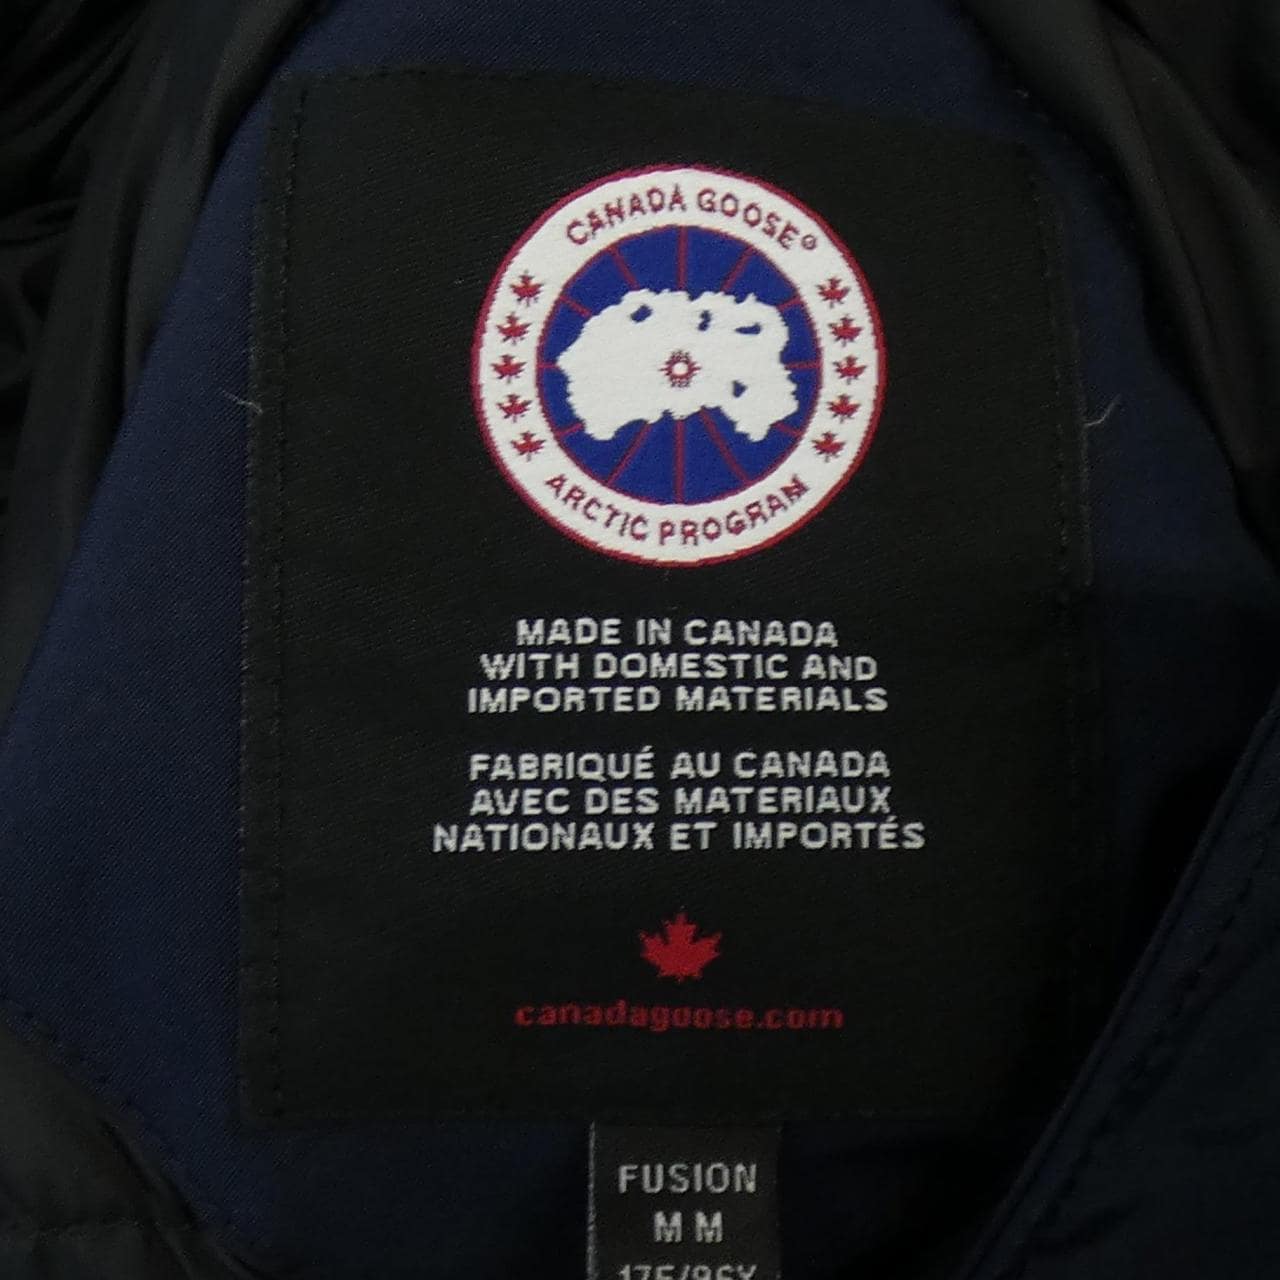 CANADA GOOSE®
ARCTIC PROGRAM
MADE IN CANADA
WITH DOMESTIC AND
IMPORTED MATERIALS
FABRIQUÉ AU CANADA
AVEC DES MATERIAUX
NATIONAUX ET IMPORTÉS
canadagoose.com
FUSION
M M